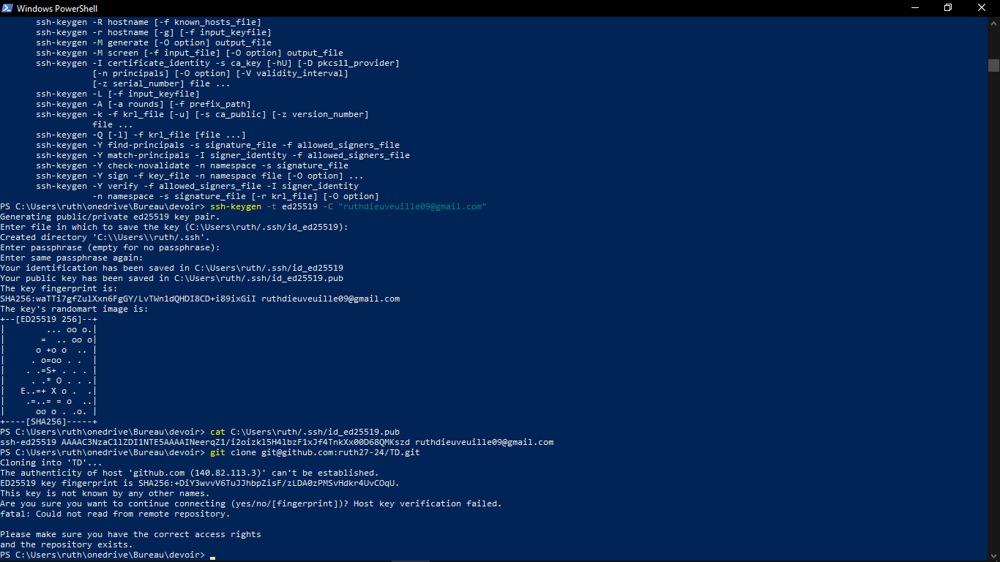 Windows PowerShell
ssh-keygen -R hostname [-f known_hosts_file]
ssh-keygen -r hostname [-g] [-f input_keyfile]
ssh-keygen -M generate [-O option] output_file
ssh-keygen -M screen [-f input_file] [-O option] output_file
ssh-keygen -I certificate_identity -s ca_key [-hU] [-D pkcs11_provider]
[-n principals] [-O option] [-V validity_interval]
[-z serial_number] file ...
ssh-keygen -L [-f input_keyfile]
ssh-keygen -A [-a rounds] [-f prefix_path]
ssh-keygen -k -f krl_file [-u] [-s ca_public] [-z version_number]
file ...
ssh-keygen -Q [-l] -f krl_file [file ...]
ssh-keygen -Y find-principals -s signature_file -f allowed_signers_file
ssh-keygen -Y match-principals -I signer_identity -f allowed_signers_file
ssh-keygen -Y check-novalidate -n namespace -s signature_file
ssh-keygen -Y sign -f key_file -n namespace file [-O option] ...
ssh-keygen -Y verify -f allowed_signers_file -I signer_identity
-n namespace -s signature_file [-r krl_file] [-O option]
PS C:\Users\ruth\onedrive\Bureau\devoir> ssh-keygen -t ed25519 -C "ruthdieuveuille09@gmail.com"
Generating public/private ed25519 key pair.
Enter file in which to save the key (C:\Users\ruth/.ssh/id_ed25519):
Created directory 'C:\\Users\\ruth/.ssh'.
Enter passphrase (empty for no passphrase):
Enter same passphrase again:
Your identification has been saved in C:\Users\ruth/.ssh/id_ed25519
Your public key has been saved in C:\Users\ruth/.ssh/id_ed25519.pub
The key fingerprint is:
SHA256:waTTi7gfZulXxn6FgGY/LvTWn1dQHDI8CD+i89ixGiI ruthdieuveuille09@gmail.com
The key's randomart image is:
+--[ED25519 256]--+
|        ... oo o.|
|       =  .. oo o|
|      o +o o  .. |
|     . o=oo . .  |
|    . .=S+ . . . |
|     . .* O . . .|
|   E..=+ X o .  .|
|    .=..= = o  ..|
|      oo o . .o. |
+----[SHA256]-----+
PS C:\Users\ruth\onedrive\Bureau\devoir> cat C:\Users\ruth/.ssh/id_ed25519.pub
ssh-ed25519 AAAAC3NzaC1lZDI1NTE5AAAAINeerqZ1/i2oizkl5H4lbzF1xJf4TnkXx00D68QMKszd ruthdieuveuille09@gmail.com
PS C:\Users\ruth\onedrive\Bureau\devoir> git clone git@github.com:ruth27-24/TD.git
Cloning into 'TD'...
The authenticity of host 'github.com (140.82.113.3)' can't be established.
ED25519 key fingerprint is SHA256:+DiY3wvvV6TuJJhbpZisF/zLDA0zPMSvHdkr4UvCOqU.
This key is not known by any other names.
Are you sure you want to continue connecting (yes/no/[fingerprint])? Host key verification failed.
fatal: Could not read from remote repository.
Please make sure you have the correct access rights
and the repository exists.
PS C:\Users\ruth\onedrive\Bureau\devoir>